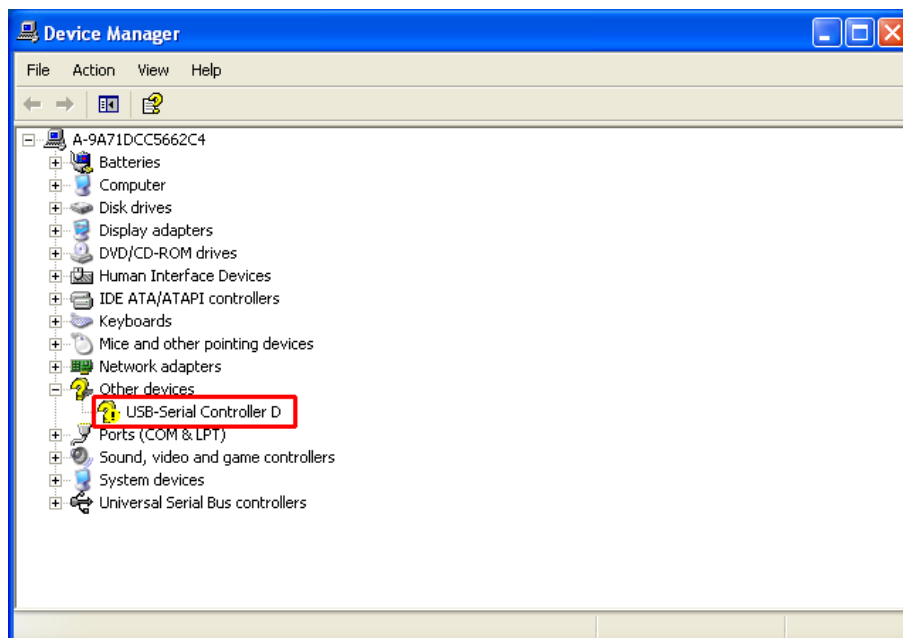 Device Manager
File Action View Help
A-9A71DCC5662C4
Batteries
Computer
Disk drives
Display adapters
DVD/CD-ROM drives
Human Interface Devices
IDE ATA/ATAPI controllers
Keyboards
Mice and other pointing devices
Network adapters
Other devices
USB-Serial Controller D
Ports (COM & LPT)
Sound, video and game controllers
System devices
Universal Serial Bus controllers